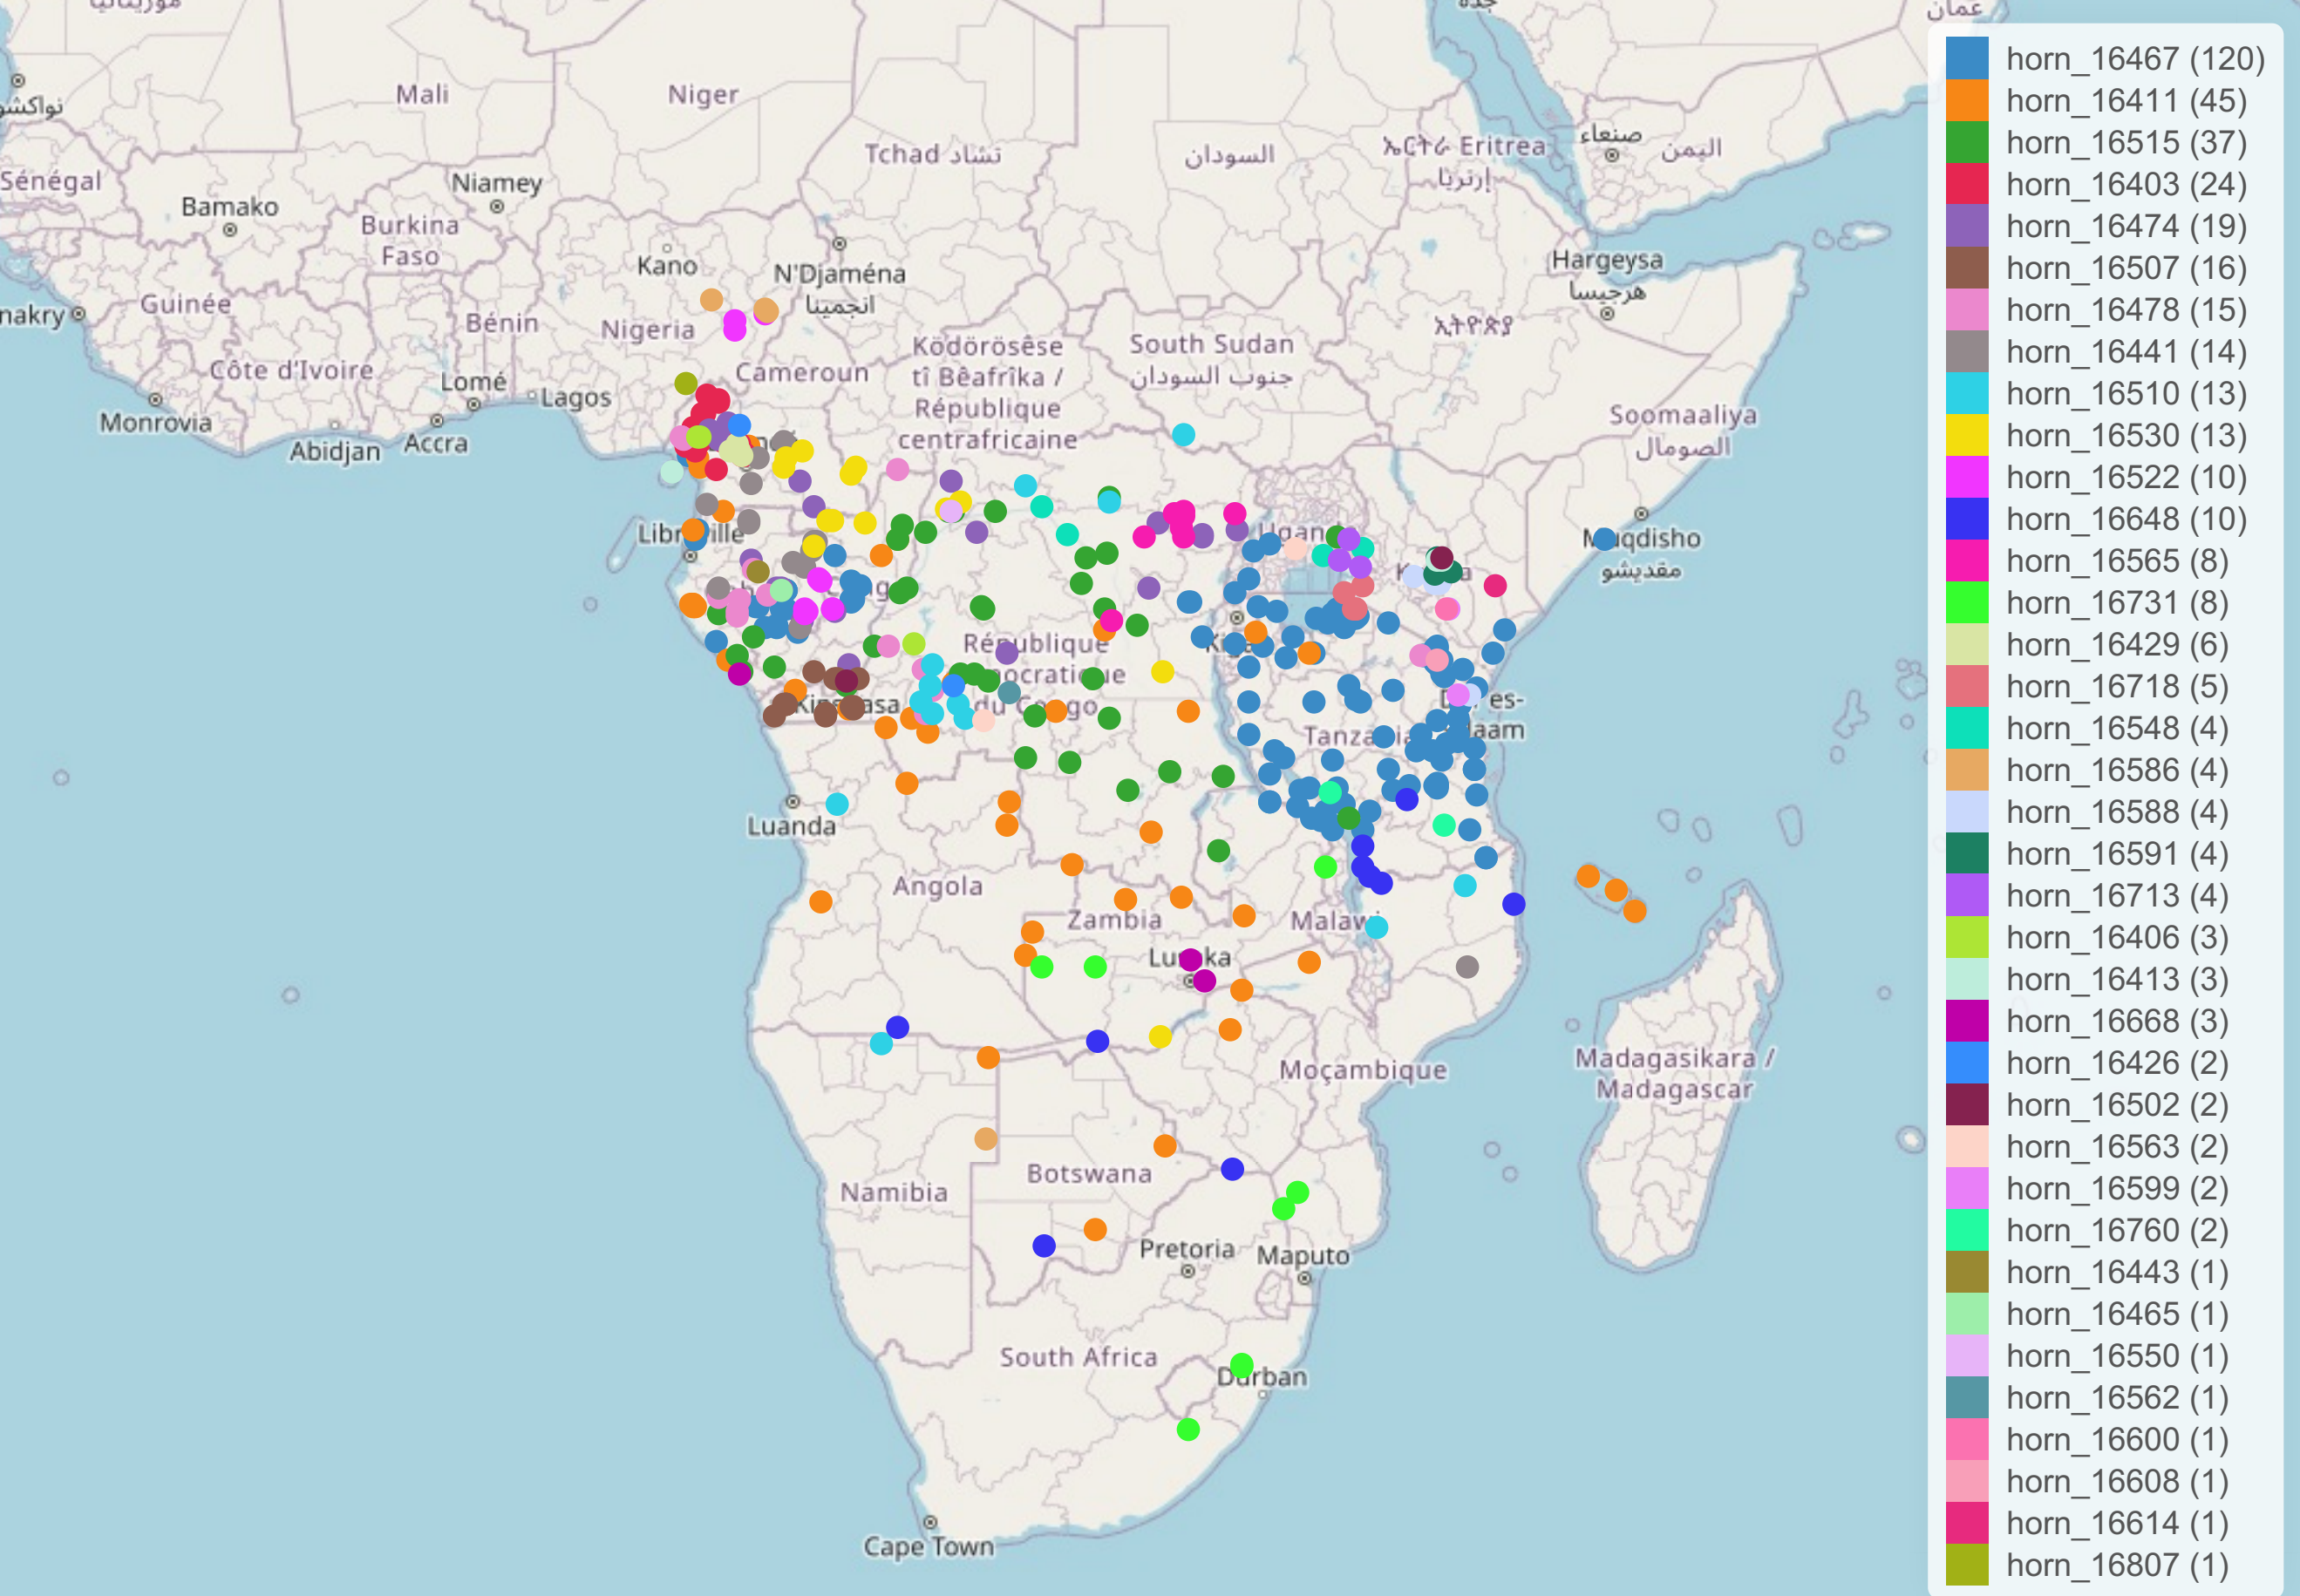 موريتانيا
جدة
عمان
نواكشو
Mali
Niger
Tchad تشاد
السودان
ኤርትራ Eritrea
إرتريا
صنعاء
اليمن
Sénégal
Niamey
Bamako
Burkina
Faso
Kano
N'Djaména
انجمينا
Hargeysa
هرجيسا
nakry
Guinée
Bénin
Nigeria
ኢትዮጵያ
Côte d'Ivoire
Lomé
Lagos
Cameroun
Ködörösêse
tî Bêafrîka /
République
centrafricaine
South Sudan
جنوب السودان
Monrovia
Abidjan
Accra
Soomaaliya
الصومال
Muqdisho
مقديشو
République
du Congo
Tanzania
Luanda
Angola
Zambia
Malawi
Lusaka
Moçambique
Madagasikara /
Madagascar
Namibia
Botswana
Pretoria
Maputo
South Africa
Durban
Cape Town
horn_16467 (120)
horn_16411 (45)
horn_16515 (37)
horn_16403 (24)
horn_16474 (19)
horn_16507 (16)
horn_16478 (15)
horn_16441 (14)
horn_16510 (13)
horn_16530 (13)
horn_16522 (10)
horn_16648 (10)
horn_16565 (8)
horn_16731 (8)
horn_16429 (6)
horn_16718 (5)
horn_16548 (4)
horn_16586 (4)
horn_16588 (4)
horn_16591 (4)
horn_16713 (4)
horn_16406 (3)
horn_16413 (3)
horn_16668 (3)
horn_16426 (2)
horn_16502 (2)
horn_16563 (2)
horn_16599 (2)
horn_16760 (2)
horn_16443 (1)
horn_16465 (1)
horn_16550 (1)
horn_16562 (1)
horn_16600 (1)
horn_16608 (1)
horn_16614 (1)
horn_16807 (1)